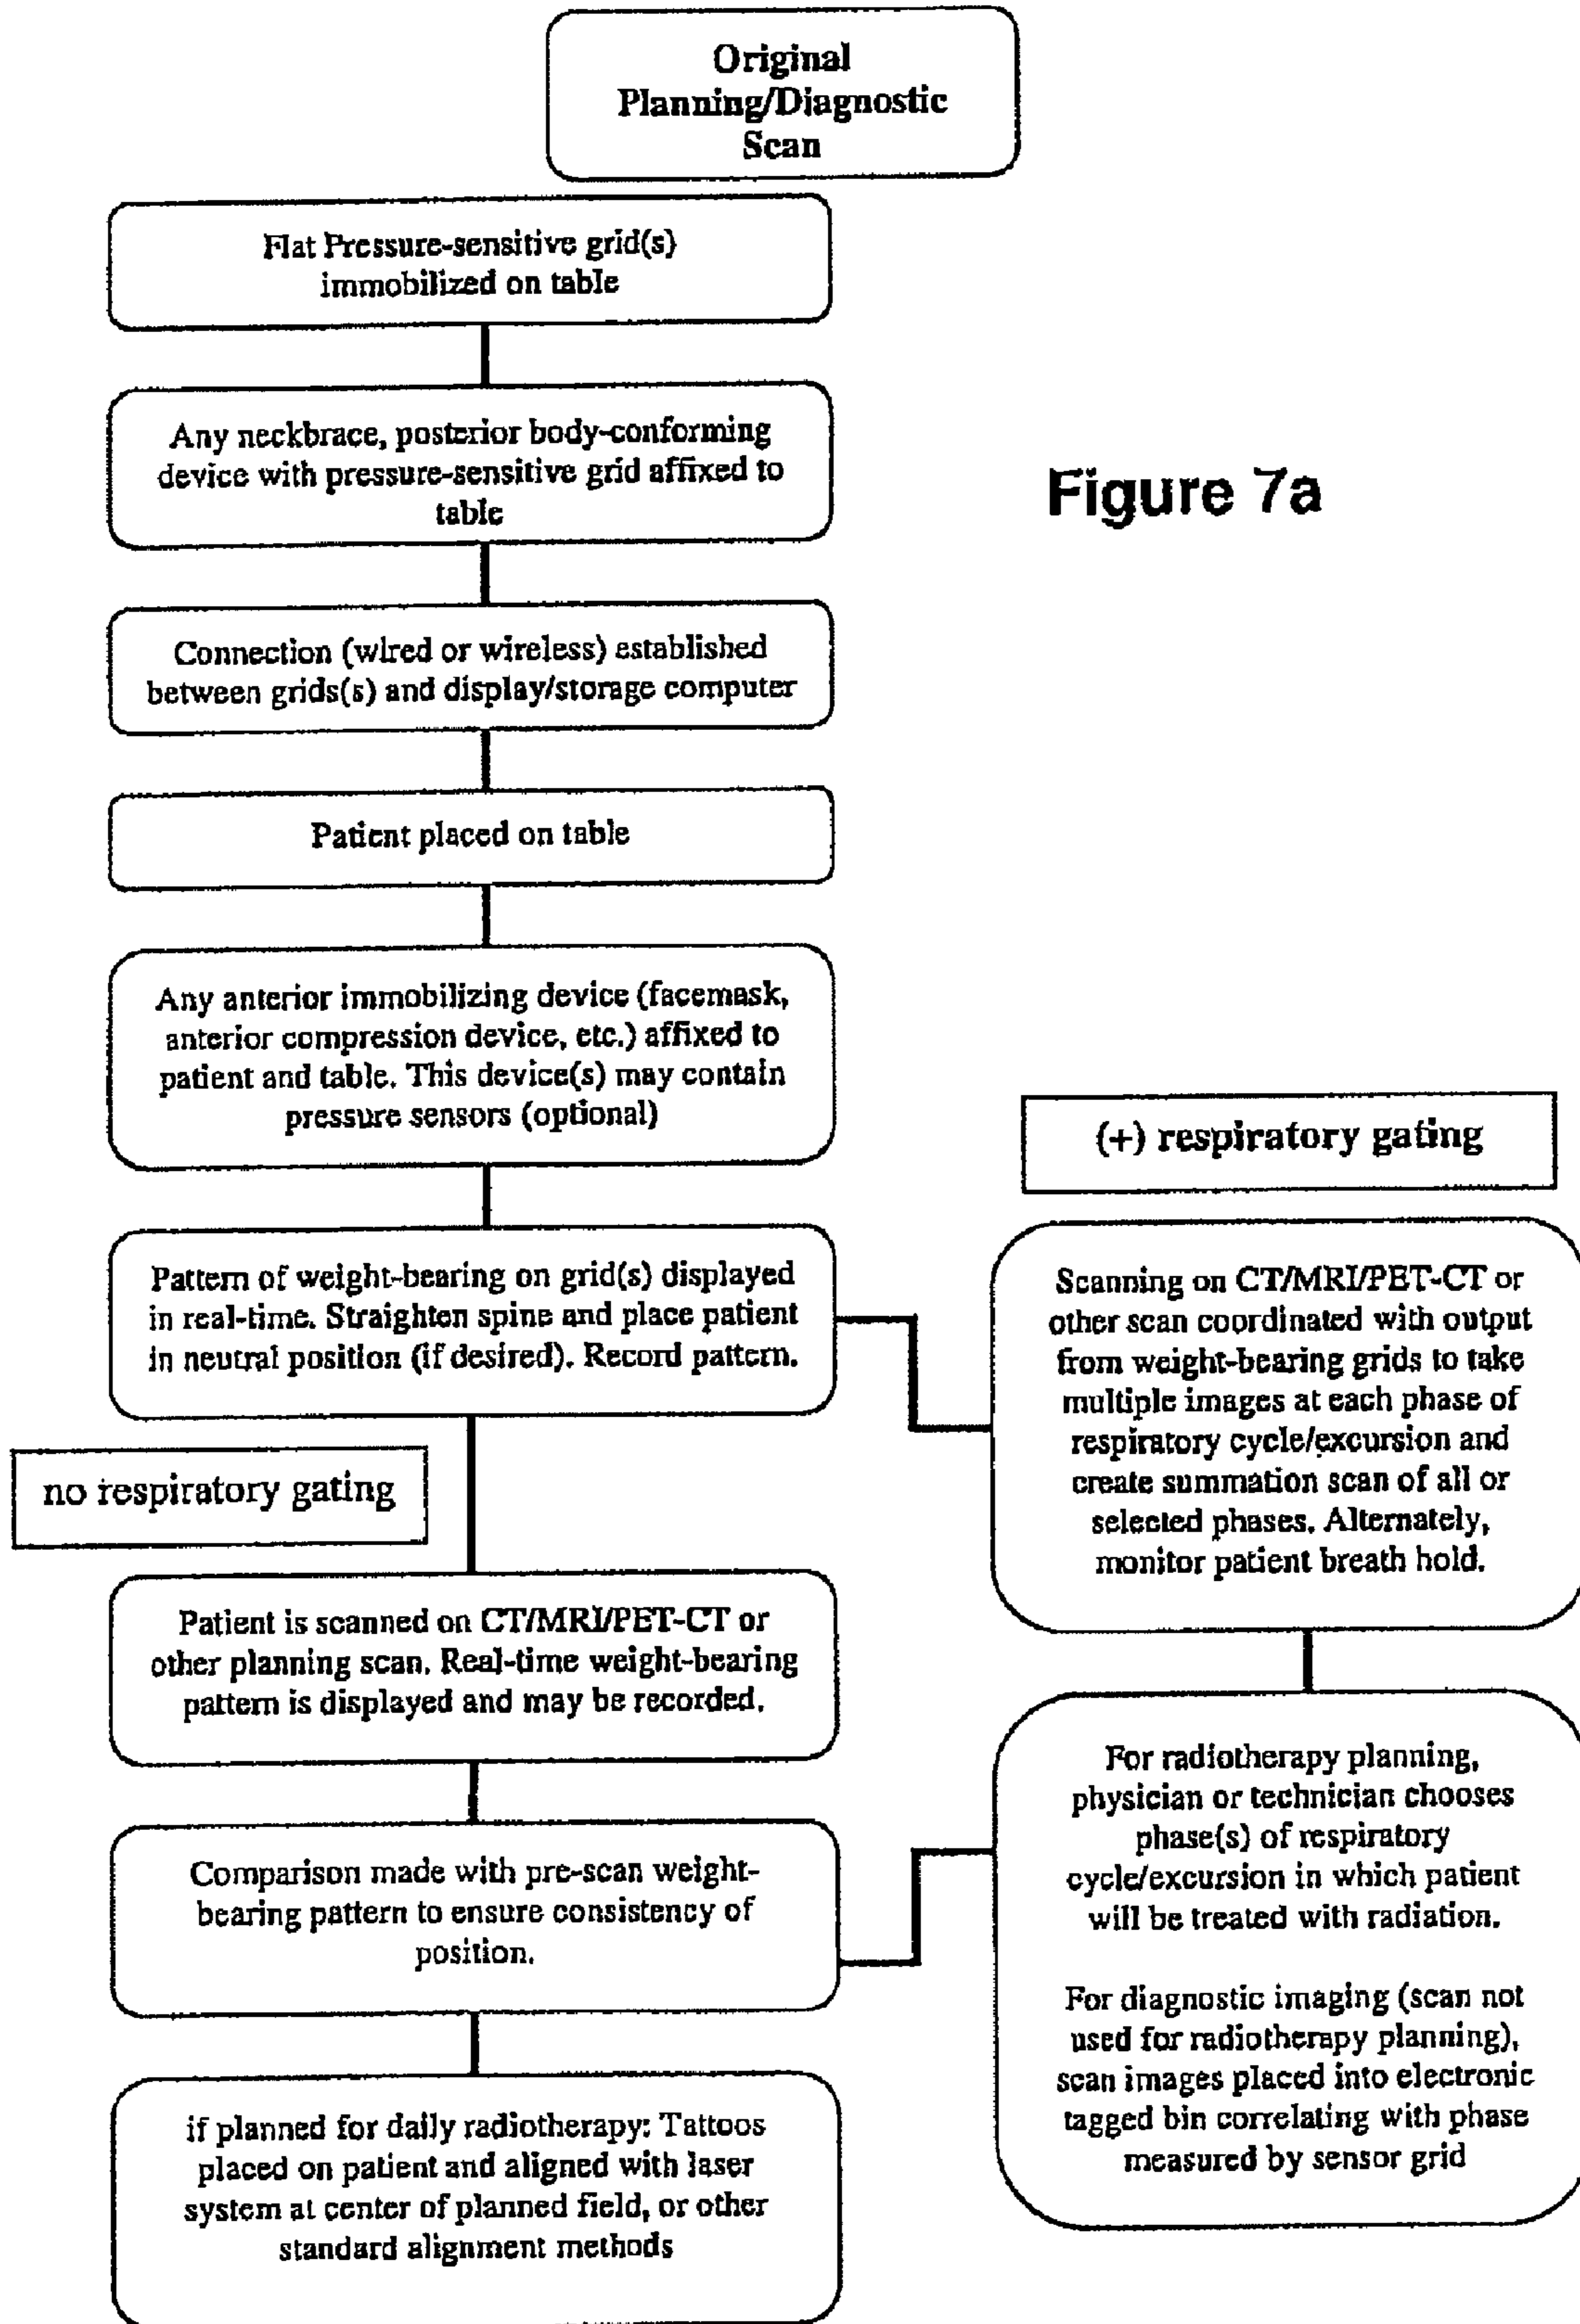 Original
Planning/Diagnostic
Scan
Flat Pressure-sensitive grid(s)
immobilized on table
Any neckbrace, posterior body-conforming
device with pressure-sensitive grid affixed to
table
Figure 7a
Connection (wired or wireless) established
between grids(s) and display/storage computer
Patient placed on table
Any anterior immobilizing device (facemask,
anterior compression device, etc.) affixed to
patient and table. This device(s) may contain
pressure sensors (optional)
Pattern of weight-bearing on grid(s) displayed
in real-time. Straighten spine and place patient
in neutral position (if desired). Record pattern.
no respiratory gating
Patient is scanned on CT/MRI/PET-CT or
other planning scan. Real-time weight-bearing
pattern is displayed and may be recorded.
Comparison made with pre-scan weight-
bearing pattern to ensure consistency of
position.
if planned for daily radiotherapy: Tattoos
placed on patient and aligned with laser
system at center of planned field, or other
standard alignment methods
(+) respiratory gating
Scanning on CT/MRI/PET-CT or
other scan coordinated with output
from weight-bearing grids to take
multiple images at each phase of
respiratory cycle/excursion and
create summation scan of all or
selected phases. Alternately,
monitor patient breath hold.
For radiotherapy planning,
physician or technician chooses
phase(s) of respiratory
cycle/excursion in which patient
will be treated with radiation.
For diagnostic imaging (scan not
used for radiotherapy planning),
scan images placed into electronic
tagged bin correlating with phase
measured by sensor grid